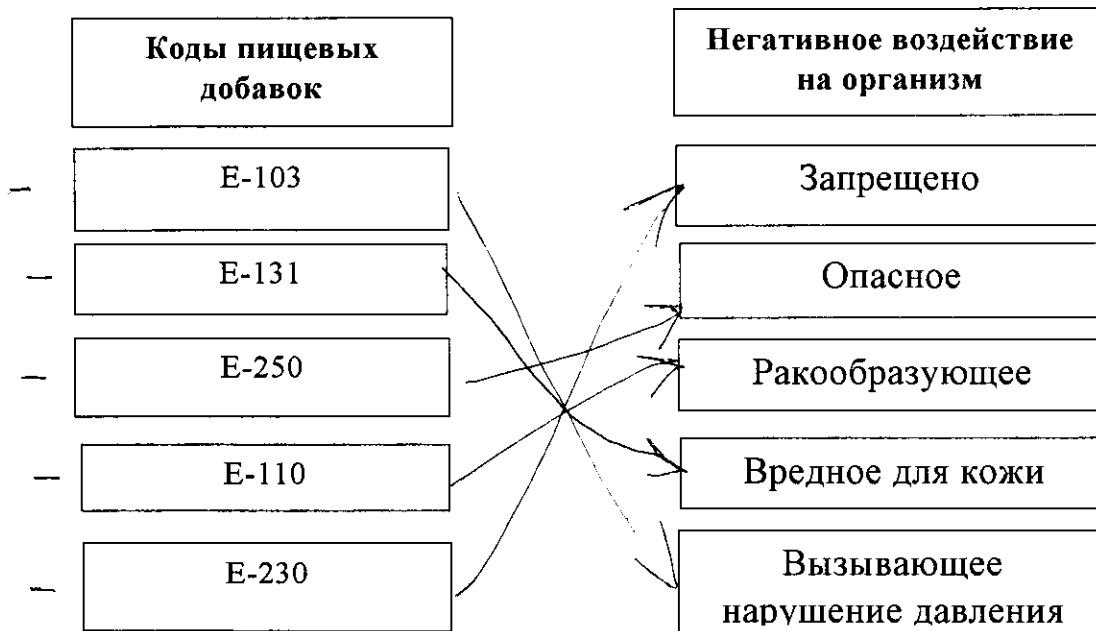 Коды пищевых
добавок
Е-103
Е-131
Е-250
Е-110
Е-230
Негативное воздействие
на организм
Запрещено
Опасное
Ракообразующее
Вредное для кожи
Вызывающее
нарушение давления